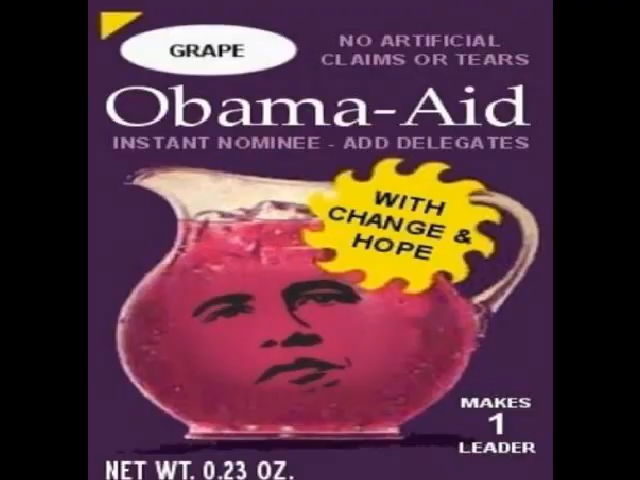 GRAPE
NO ARTIFICIAL
CLAIMS OR TEARS
Obama-Aid
INSTANT NOMINEE - ADD DELEGATES
WITH
CHANGE &
HOPE
MAKES
1
LEADER
NET WT. 0.23 OZ.